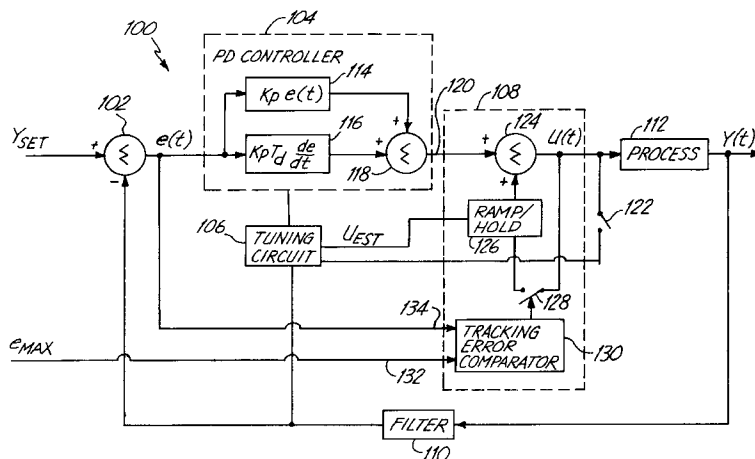 100
104
PD CONTROLLER
114
Kp e(t)
102
116
120
108
124
112
Y_SET
+
e(t)
KpTd de/dt
+
+
118
+
U(t)
PROCESS
Y(t)
-
+
122
106
TUNING
CIRCUIT
U_EST
RAMP/
HOLD
126
128
134
TRACKING
ERROR
COMPARATOR
130
e_MAX
132
FILTER
110